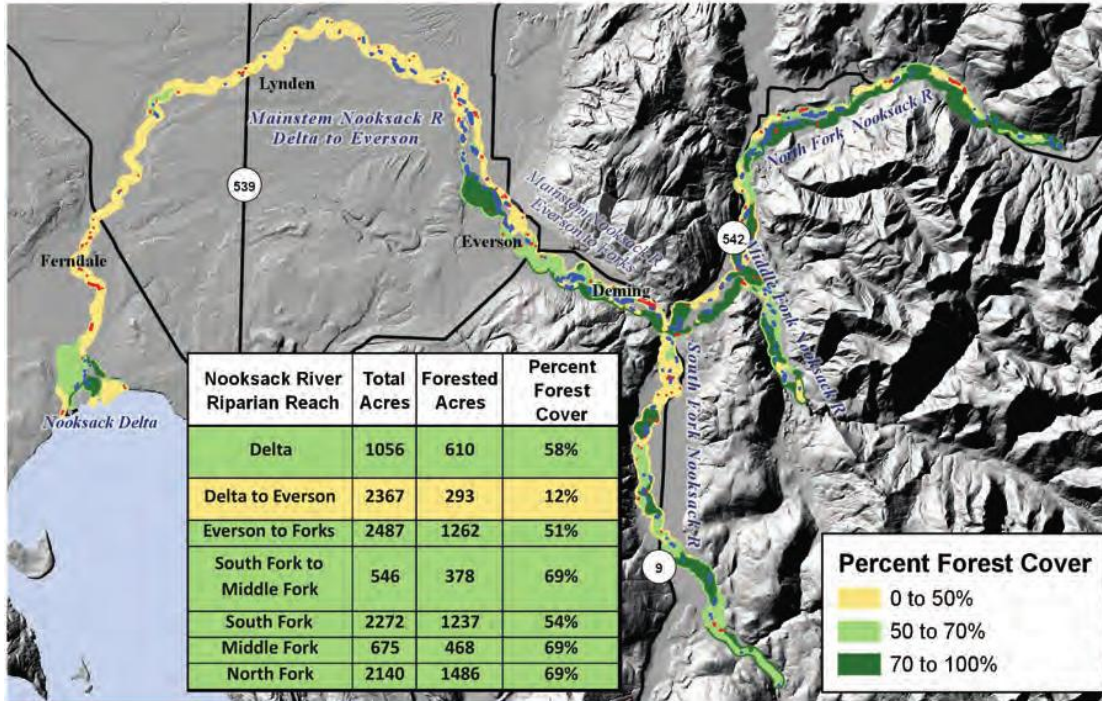 Lynden
Mainstem Nooksack R
Delta to Everson
539
Ferndale
Nooksack Delta
Everson
Mainstem Nooksack R
Everson to Forks
Deming
North Fork Nooksack R
542
Middle Fork Nooksack R
South Fork Nooksack R
9
Nooksack River Riparian Reach Total Acres Forested Acres Percent Forest Cover
Delta 1056 610 58%
Delta to Everson 2367 293 12%
Everson to Forks 2487 1262 51%
South Fork to Middle Fork 546 378 69%
South Fork 2272 1237 54%
Middle Fork 675 468 69%
North Fork 2140 1486 69%
Percent Forest Cover
0 to 50%
50 to 70%
70 to 100%